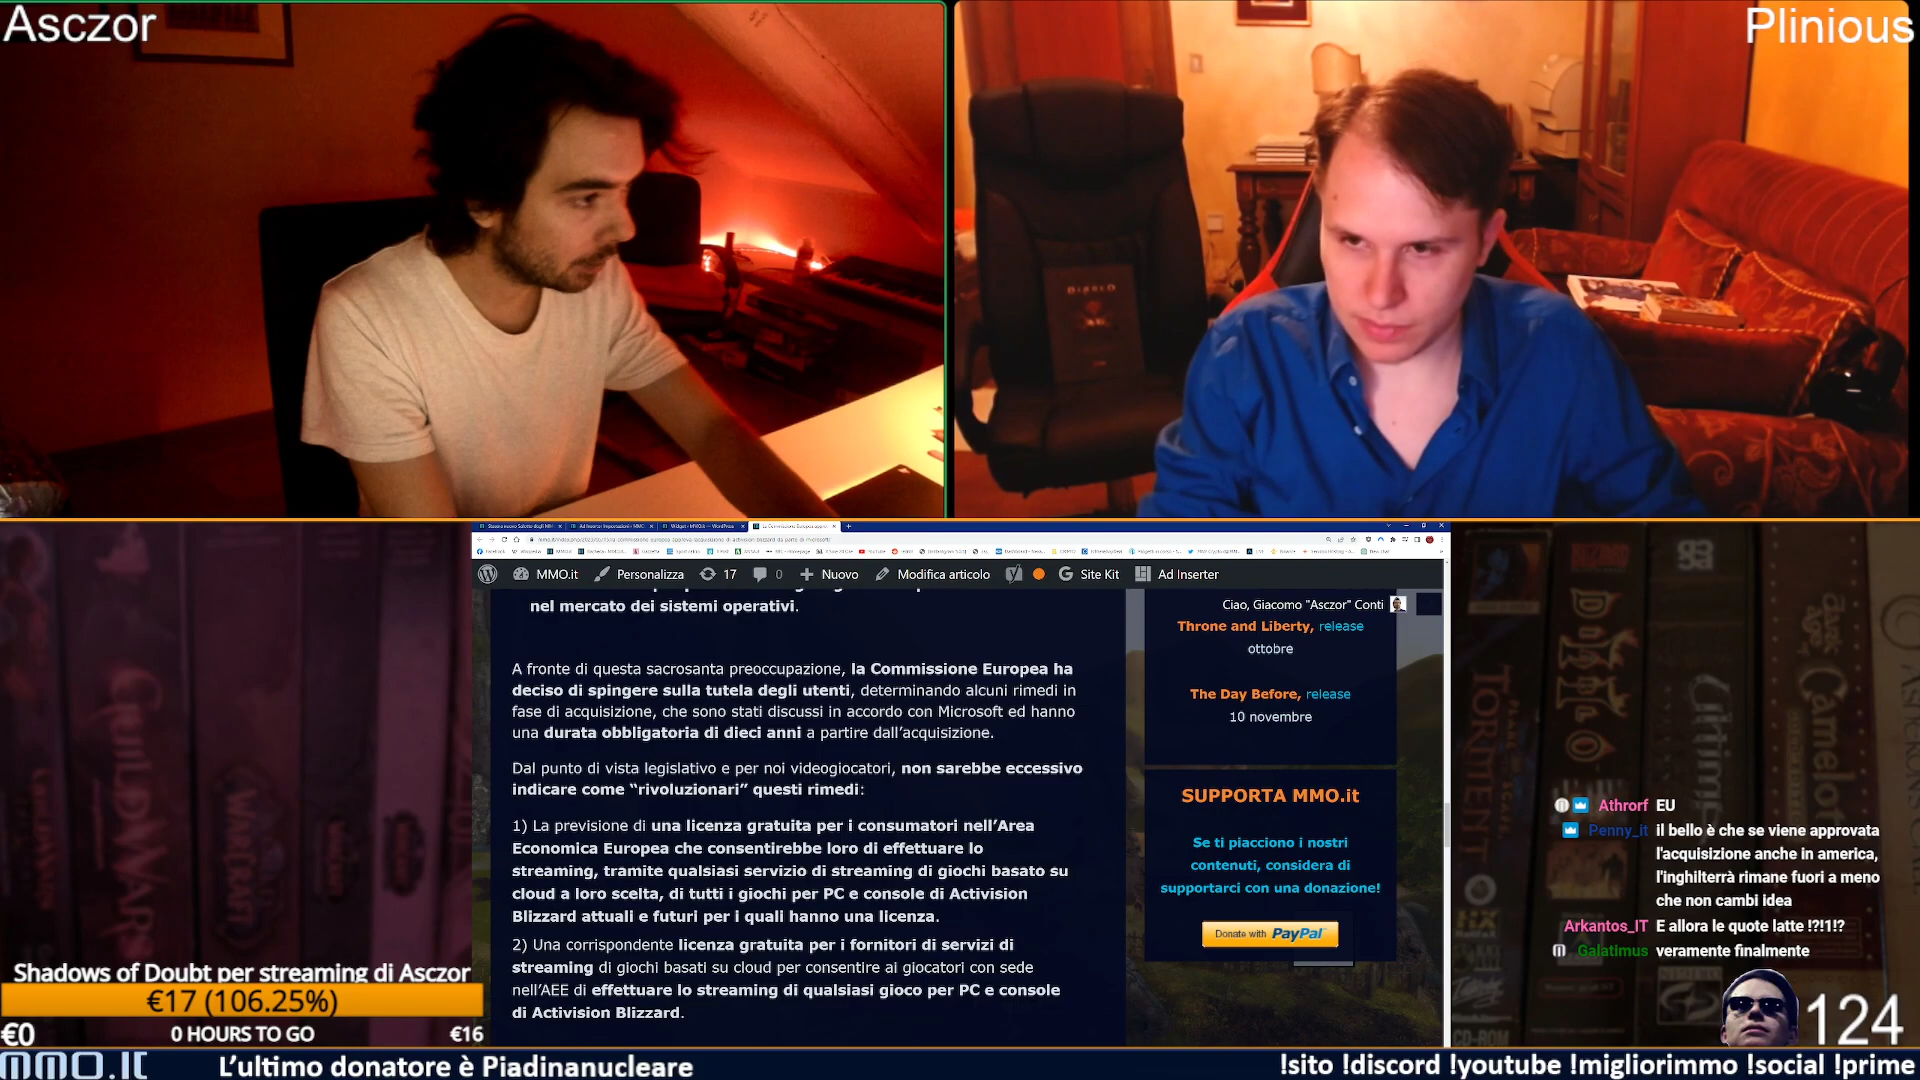 Asczor
Plinious
MMO.it
Personalizza
17
0
Nuovo
Modifica articolo
Site Kit
Ad Inserter
Ciao, Giacomo "Asczor" Conti
nel mercato dei sistemi operativi.
A fronte di questa sacrosanta preoccupazione, la Commissione Europea ha
deciso di spingere sulla tutela degli utenti, determinando alcuni rimedi in
fase di acquisizione, che sono stati discussi in accordo con Microsoft ed hanno
una durata obbligatoria di dieci anni a partire dall'acquisizione.
Dal punto di vista legislativo e per noi videogiocatori, non sarebbe eccessivo
indicare come “rivoluzionari” questi rimedi:
1) La previsione di una licenza gratuita per i consumatori nell'Area
Economica Europea che consentirebbe loro di effettuare lo
streaming, tramite qualsiasi servizio di streaming di giochi basato su
cloud a loro scelta, di tutti i giochi per PC e console di Activision
Blizzard attuali e futuri per i quali hanno una licenza.
2) Una corrispondente licenza gratuita per i fornitori di servizi di
streaming di giochi basati su cloud per consentire ai giocatori con sede
nell'AEE di effettuare lo streaming di qualsiasi gioco per PC e console
di Activision Blizzard.
Throne and Liberty, release
ottobre
The Day Before, release
10 novembre
SUPPORTA MMO.it
Se ti piacciono i nostri
contenuti, considera di
supportarci con una donazione!
Donate with PayPal
Athrorf EU
Penny_it il bello è che se viene approvata
l'acquisizione anche in america,
l'inghilterrà rimane fuori a meno
che non cambi idea
Arkantos_IT E allora le quote latte !?!1!?
Galatimus veramente finalmente
124
GUILDWARS
WARCRAFT
TORMENT
DIABLO
Ultima
Camelot
CD-ROM
Shadows of Doubt per streaming di Asczor
€17 (106.25%)
€0
0 HOURS TO GO
€16
MMO.IT
L'ultimo donatore è Piadinanucleare
!sito !discord !youtube !migliorimmo !social !prime